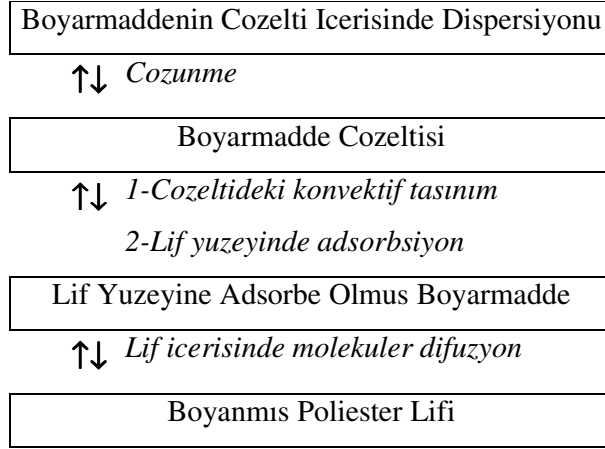 Boyarmaddenin Cozelti Icerisinde Dispersiyonu
↑↓ Cozunme
Boyarmadde Cozeltisi
↑↓ 1-Cozeltideki konvektif tasınım
2-Lif yuzeyinde adsorbsiyon
Lif Yuzeyine Adsorbe Olmus Boyarmadde
↑↓ Lif icerisinde molekuler difuzyon
Boyanmıs Poliester Lifi